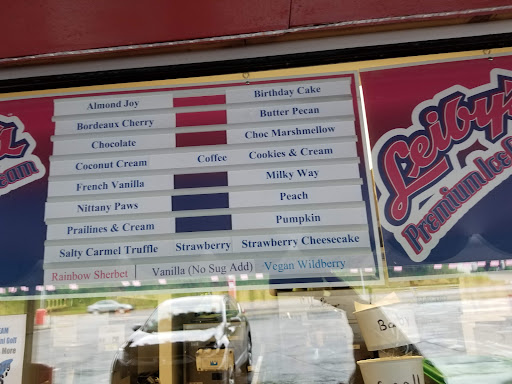 Almond Joy Birthday Cake
Bordeaux Cherry Butter Pecan
Chocolate Choc Marshmellow
Coconut Cream Coffee Cookies & Cream
French Vanilla Milky Way
Nittany Paws Peach
Prailines & Cream Pumpkin
Salty Carmel Truffle Strawberry Strawberry Cheesecake
Rainbow Sherbet Vanilla (No Sug Add) Vegan Wildberry
Leiby's
Premium Ice
More